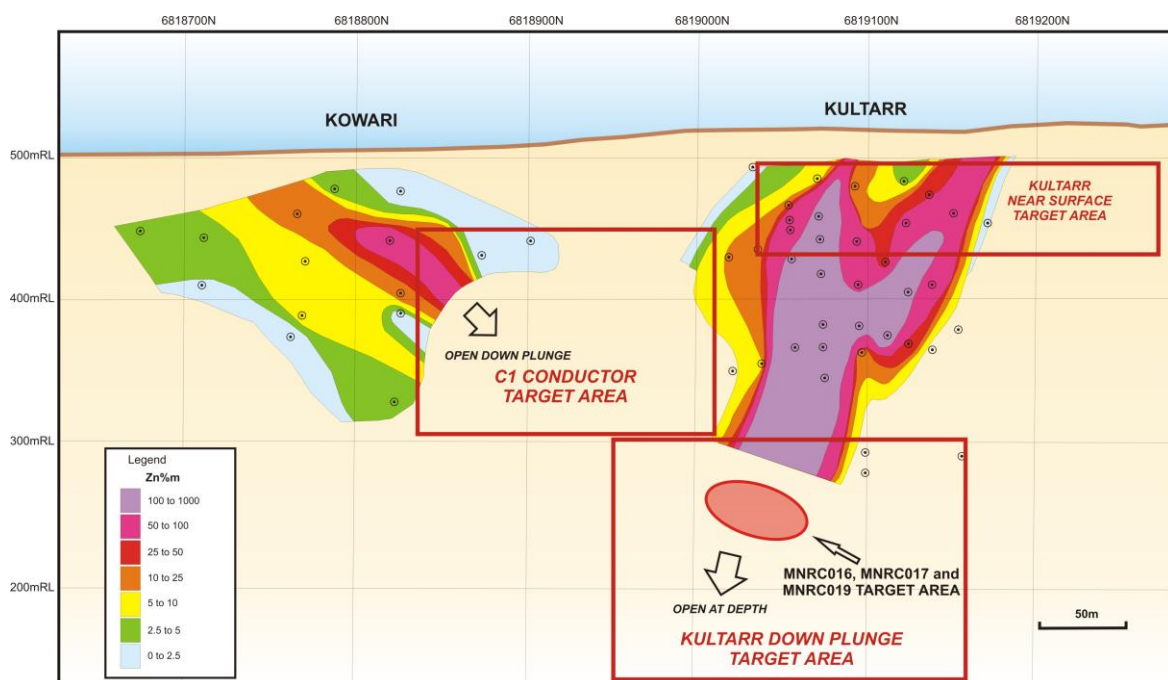 6818700N 6818800N 6818900N 6819000N 6819100N 6819200N
KOWARI
KULTARR
500mRL
400mRL
300mRL
200mRL
KULTARR
NEAR SURFACE
TARGET AREA
OPEN DOWN PLUNGE
C1 CONDUCTOR
TARGET AREA
Legend
Zn%m
100 to 1000
50 to 100
25 to 50
10 to 25
5 to 10
2.5 to 5
0 to 2.5
MNRC016, MNRC017 and
MNRC019 TARGET AREA
OPEN AT DEPTH
KULTARR DOWN PLUNGE
TARGET AREA
50m